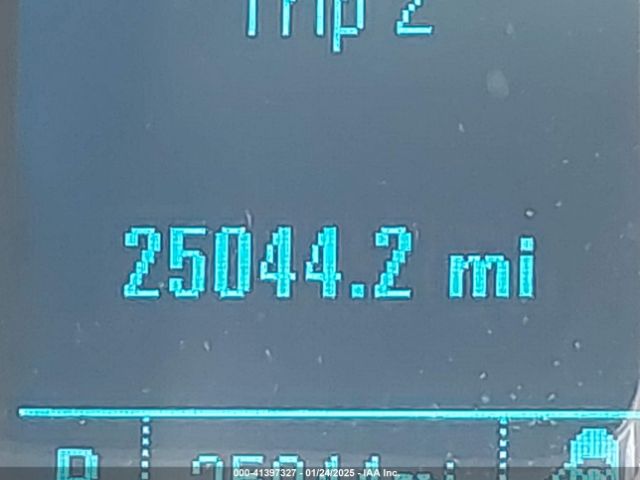 Trip 2
25044.2 mi
000-41397327 - 01/24/2025 - IAA Inc.